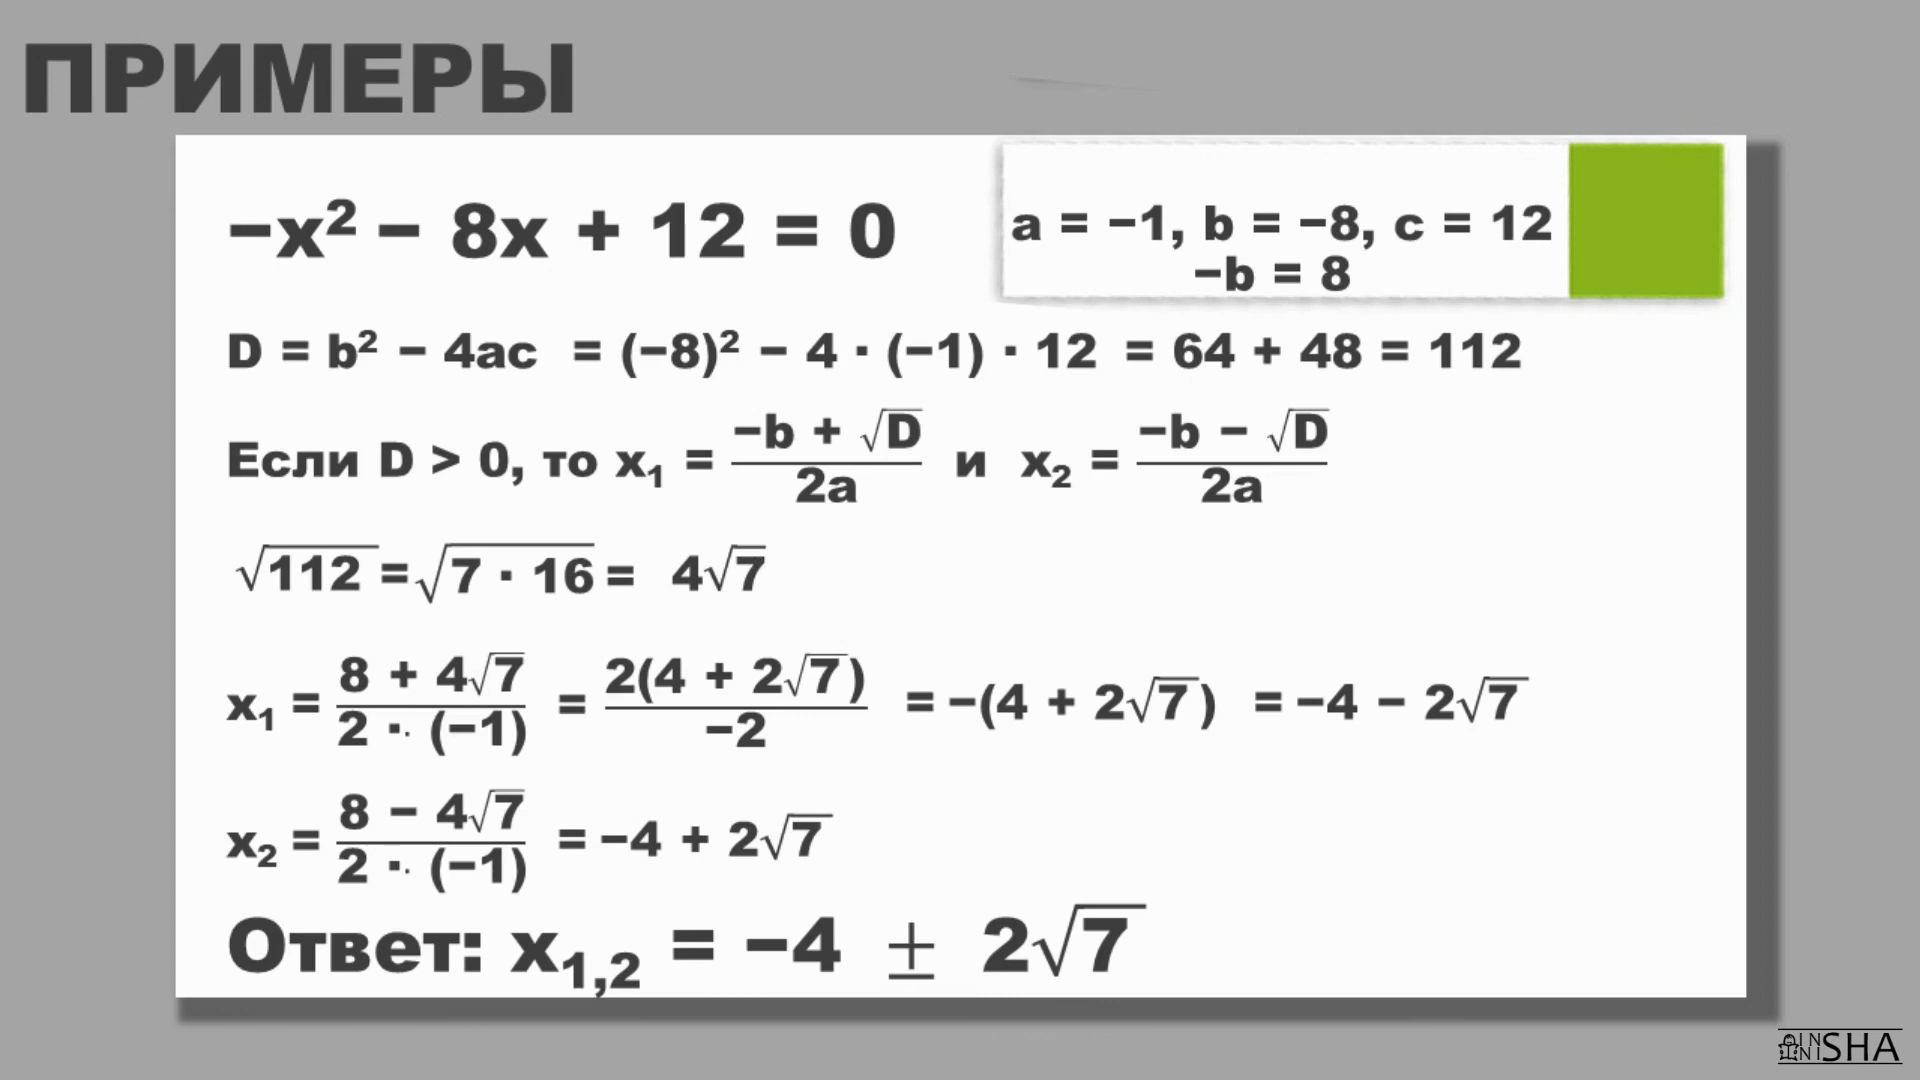 ПРИМЕРЫ
−x² − 8x + 12 = 0
a = −1, b = −8, c = 12
−b = 8
D = b² − 4ac = (−8)² − 4 · (−1) · 12 = 64 + 48 = 112
Если D > 0, то x₁ = (−b + √D)/2a и x₂ = (−b − √D)/2a
√112 = √(7 · 16) = 4√7
x₁ = (8 + 4√7)/(2 · (−1)) = 2(4 + 2√7)/−2 = −(4 + 2√7) = −4 − 2√7
x₂ = (8 − 4√7)/(2 · (−1)) = −4 + 2√7
Ответ: x₁,₂ = −4 ± 2√7
IN
NI
SHA